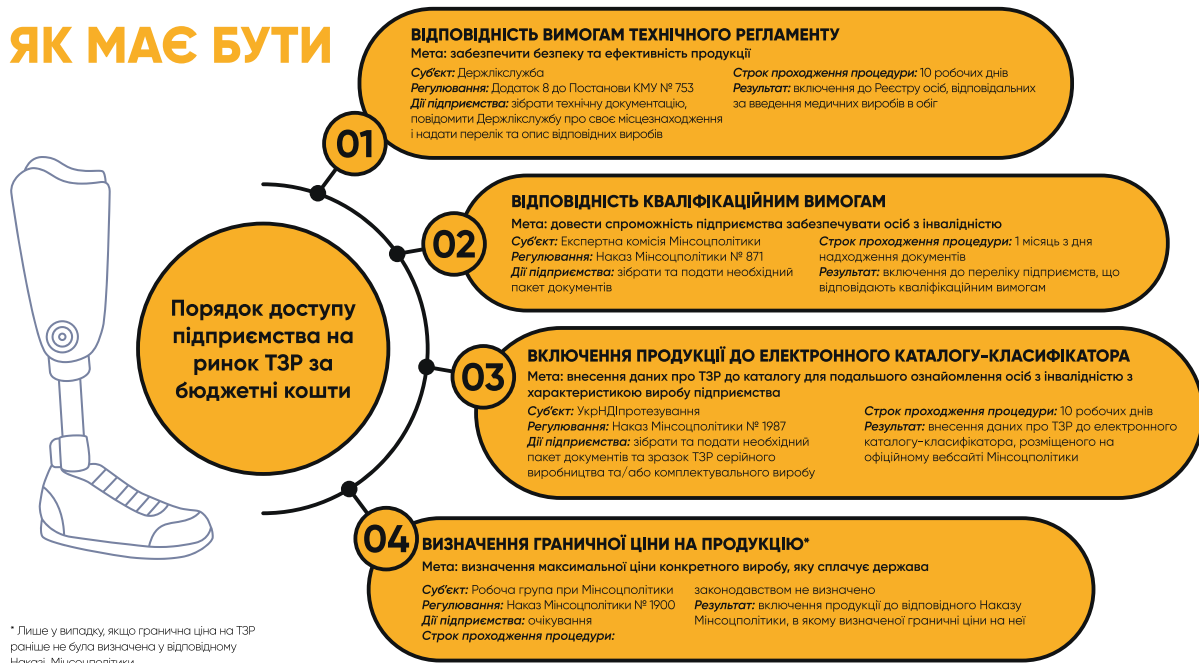 ЯК МАЄ БУТИ
01
ВІДПОВІДНІСТЬ ВИМОГАМ ТЕХНІЧНОГО РЕГЛАМЕНТУ
Мета: забезпечити безпеку та ефективність продукції
Суб'єкт: Держлікслужба
Регулювання: Додаток 8 до Постанови КМУ № 753
Дії підприємства: зібрати технічну документацію,
повідомити Держлікслужбу про своє місцезнаходження
і надати перелік та опис відповідних виробів
Строк проходження процедури: 10 робочих днів
Результат: включення до Реєстру осіб, відповідальних
за введення медичних виробів в обіг
02
ВІДПОВІДНІСТЬ КВАЛІФІКАЦІЙНИМ ВИМОГАМ
Мета: довести спроможність підприємства забезпечувати осіб з інвалідністю
Суб'єкт: Експертна комісія Мінсоцполітики
Регулювання: Наказ Мінсоцполітики № 871
Дії підприємства: зібрати та подати необхідний
пакет документів
Строк проходження процедури: 1 місяць з дня
надходження документів
Результат: включення до переліку підприємств, що
відповідають кваліфікаційним вимогам
Порядок доступу
підприємства на
ринок ТЗР за
бюджетні кошти
03
ВКЛЮЧЕННЯ ПРОДУКЦІЇ ДО ЕЛЕКТРОННОГО КАТАЛОГУ-КЛАСИФІКАТОРА
Мета: внесення даних про ТЗР до каталогу для подальшого ознайомлення осіб з інвалідністю з
характеристикою виробу підприємства
Суб'єкт: УкрНДІпротезування
Регулювання: Наказ Мінсоцполітики № 1987
Дії підприємства: зібрати та подати необхідний
пакет документів та зразок ТЗР серійного
виробництва та/або комплектувального виробу
Строк проходження процедури: 10 робочих днів
Результат: внесення даних про ТЗР до електронного
каталогу-класифікатора, розміщеного на
офіційному вебсайті Мінсоцполітики
04
ВИЗНАЧЕННЯ ГРАНИЧНОЇ ЦІНИ НА ПРОДУКЦІЮ*
Мета: визначення максимальної ціни конкретного виробу, яку сплачує держава
Суб'єкт: Робоча група при Мінсоцполітики
Регулювання: Наказ Мінсоцполітики № 1900
Дії підприємства: очікування
Строк проходження процедури:
законодавством не визначено
Результат: включення продукції до відповідного Наказу
Мінсоцполітики, в якому визначеної граничні ціни на неї
* Лише у випадку, якщо гранична ціна на ТЗР
раніше не була визначена у відповідному
Наказі Мінсоцполітики